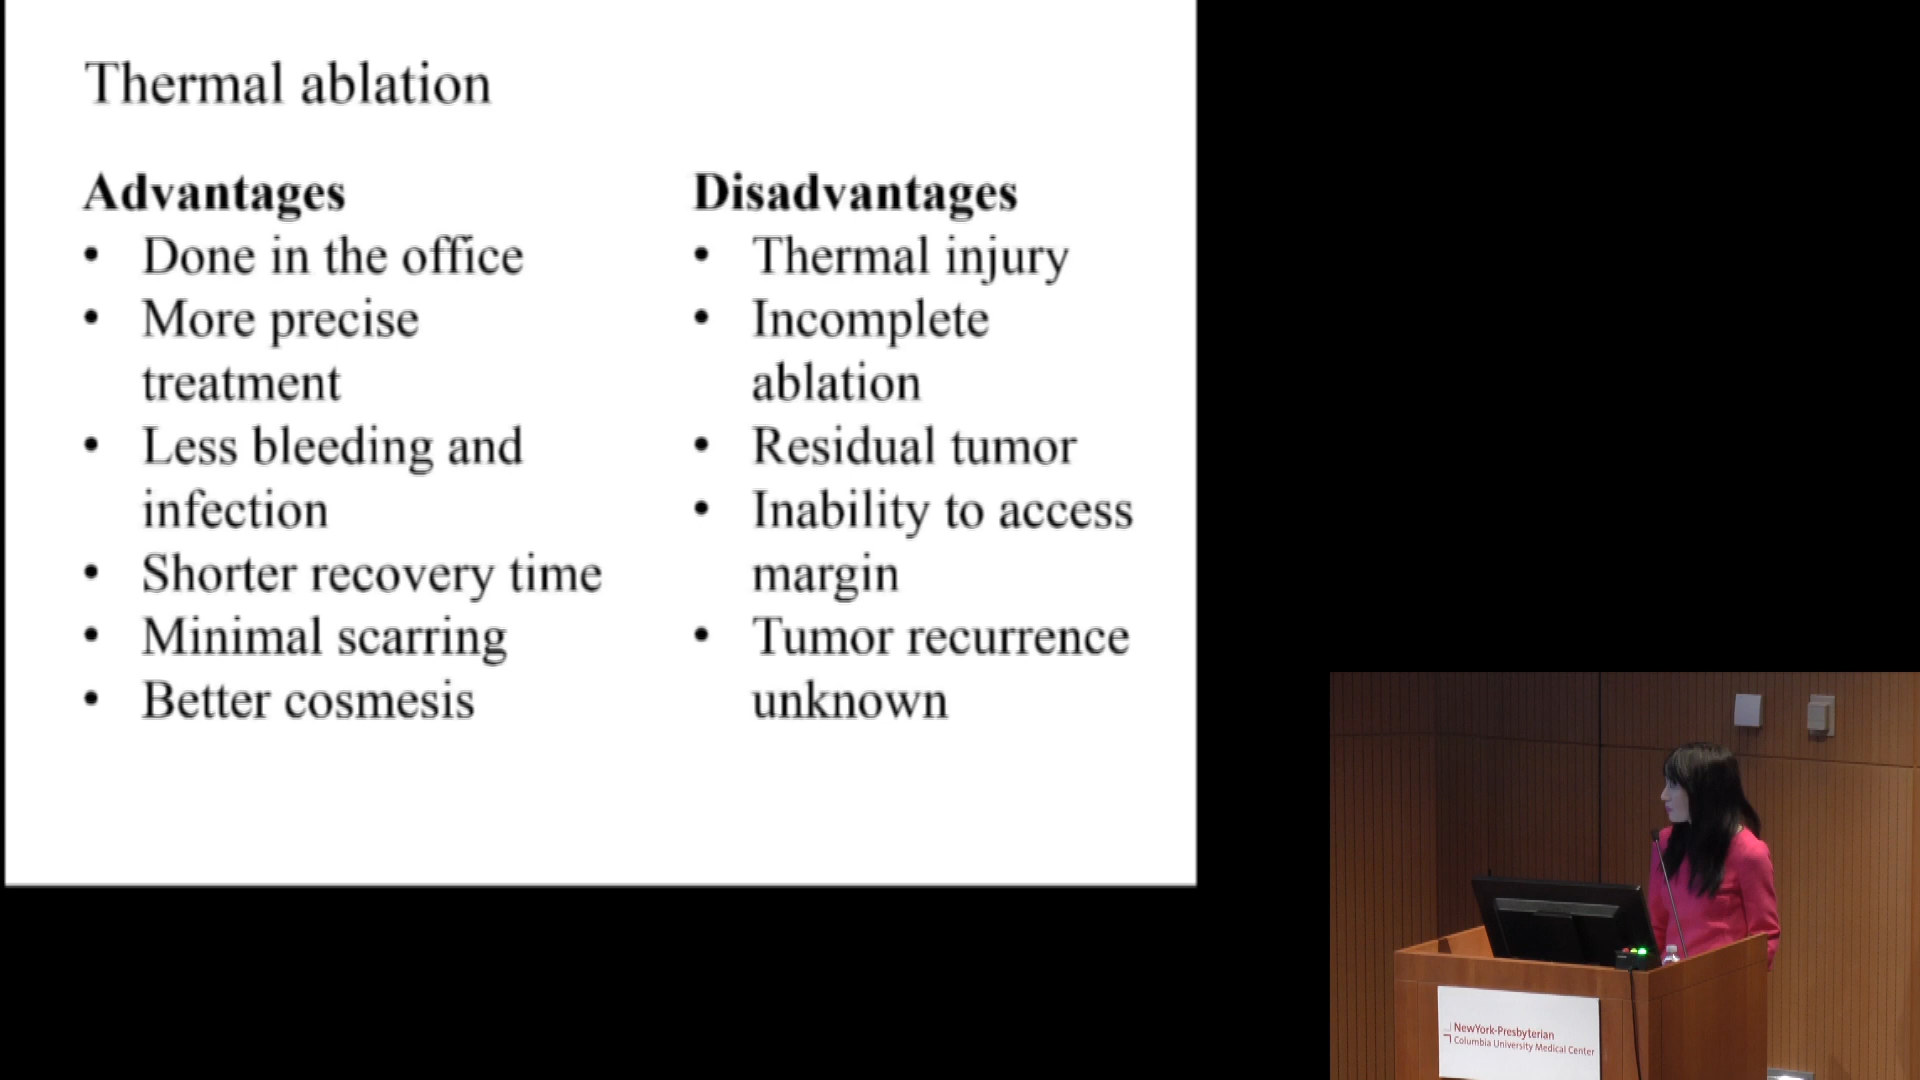 Thermal ablation
Advantages
• Done in the office
• More precise
treatment
• Less bleeding and
infection
• Shorter recovery time
• Minimal scarring
• Better cosmesis
Disadvantages
• Thermal injury
• Incomplete
ablation
• Residual tumor
• Inability to access
margin
• Tumor recurrence
unknown
NewYork-Presbyterian
Columbia University Medical Center